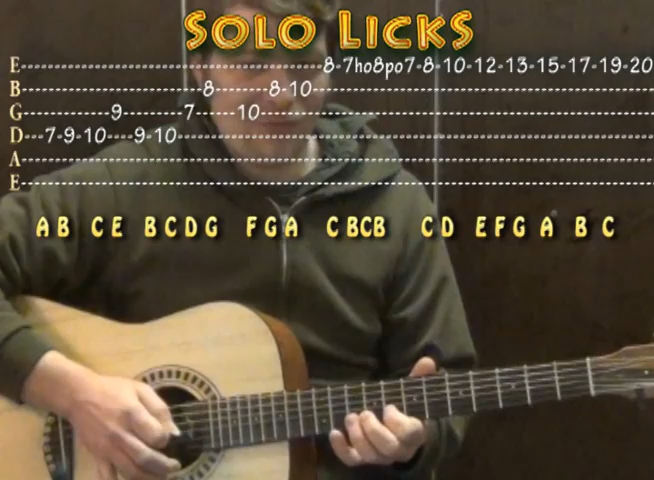 SOLO LICKS
E----------------------------------------8-7ho8po7-8-10-12-13-15-17-19-20
B-----------------------8-------8-10--------------------------------
G-----------9--------7-----10----------------------------------------
D---7-9-10----9-10--------------------------------------------------
A--------------------------------------------------------------------
E--------------------------------------------------------------------
AB CE BCDG FGA CBCB CD EFG A B C